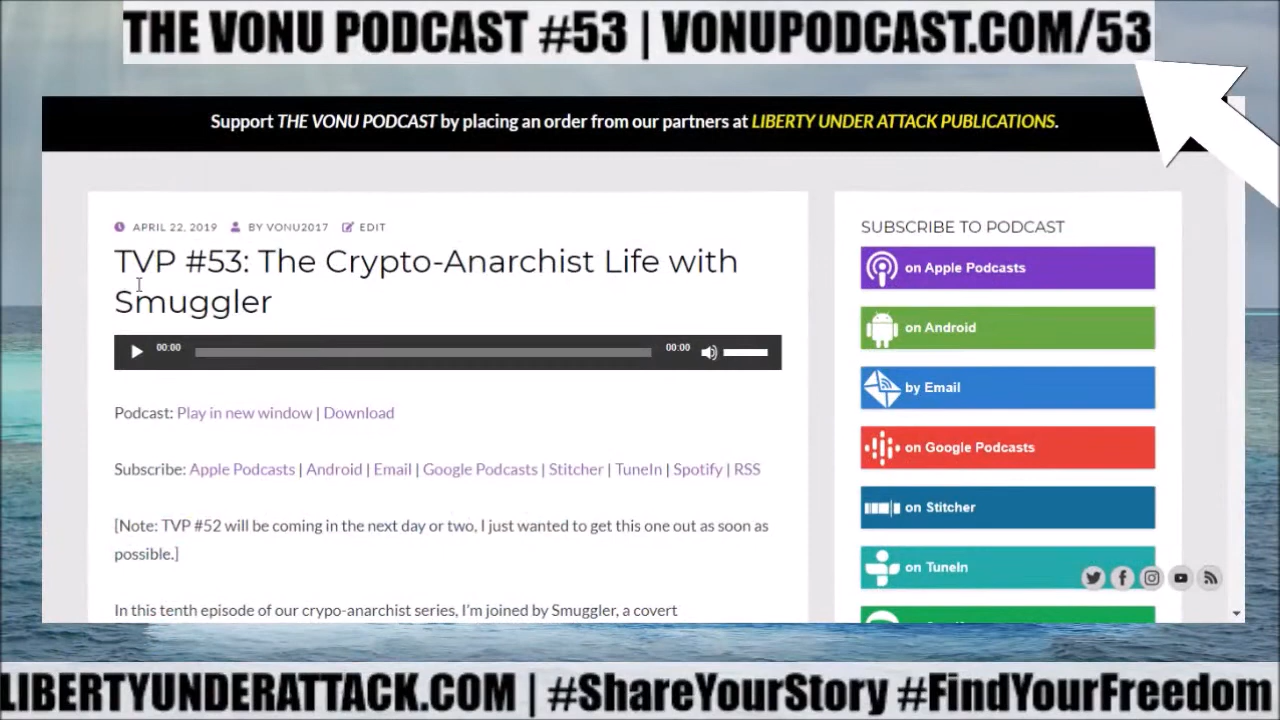 THE VONU PODCAST #53 | VONUPODCAST.COM/53
Support THE VONU PODCAST by placing an order from our partners at LIBERTY UNDER ATTACK PUBLICATIONS.
APRIL 22, 2019 BY VONU2017 EDIT
TVP #53: The Crypto-Anarchist Life with
Smuggler
00:00 00:00
Podcast: Play in new window | Download
Subscribe: Apple Podcasts | Android | Email | Google Podcasts | Stitcher | TuneIn | Spotify | RSS
[Note: TVP #52 will be coming in the next day or two, I just wanted to get this one out as soon as
possible.]
In this tenth episode of our crypo-anarchist series, I'm joined by Smuggler, a covert
SUBSCRIBE TO PODCAST
on Apple Podcasts
on Android
by Email
on Google Podcasts
on Stitcher
on TuneIn
LIBERTYUNDERATTACK.COM | #ShareYourStory #FindYourFreedom